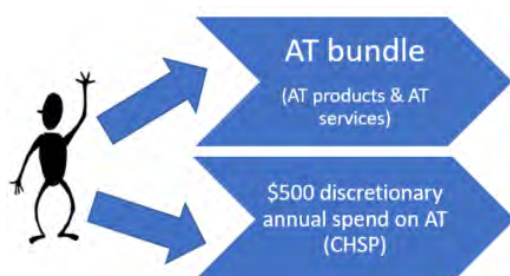 AT bundle
(AT products & AT
services)
$500 discretionary
annual spend on AT
(CHSP)